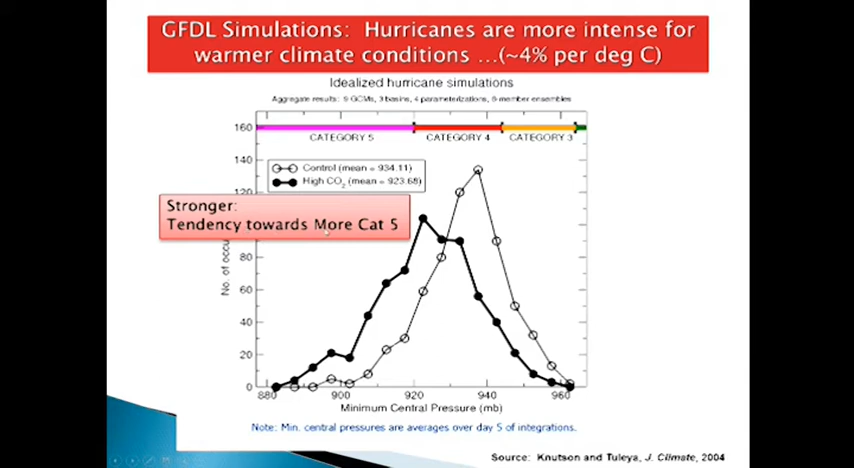 GFDL Simulations: Hurricanes are more intense for
warmer climate conditions ...(~4% per deg C)
Idealized hurricane simulations
Aggregate results: 9 GCMs, 3 basins, 4 parameterizations, 6-member ensembles
160
CATEGORY 5 CATEGORY 4 CATEGORY 3
140
Control (mean = 934.11)
High CO2 (mean = 923.68)
120
Stronger:
Tendency towards More Cat 5
No. of occu
80
60
40
20
0
880 900 920 940 960
Minimum Central Pressure (mb)
Note: Min. central pressures are averages over day 5 of integrations.
Source: Knutson and Tuleya, J. Climate, 2004